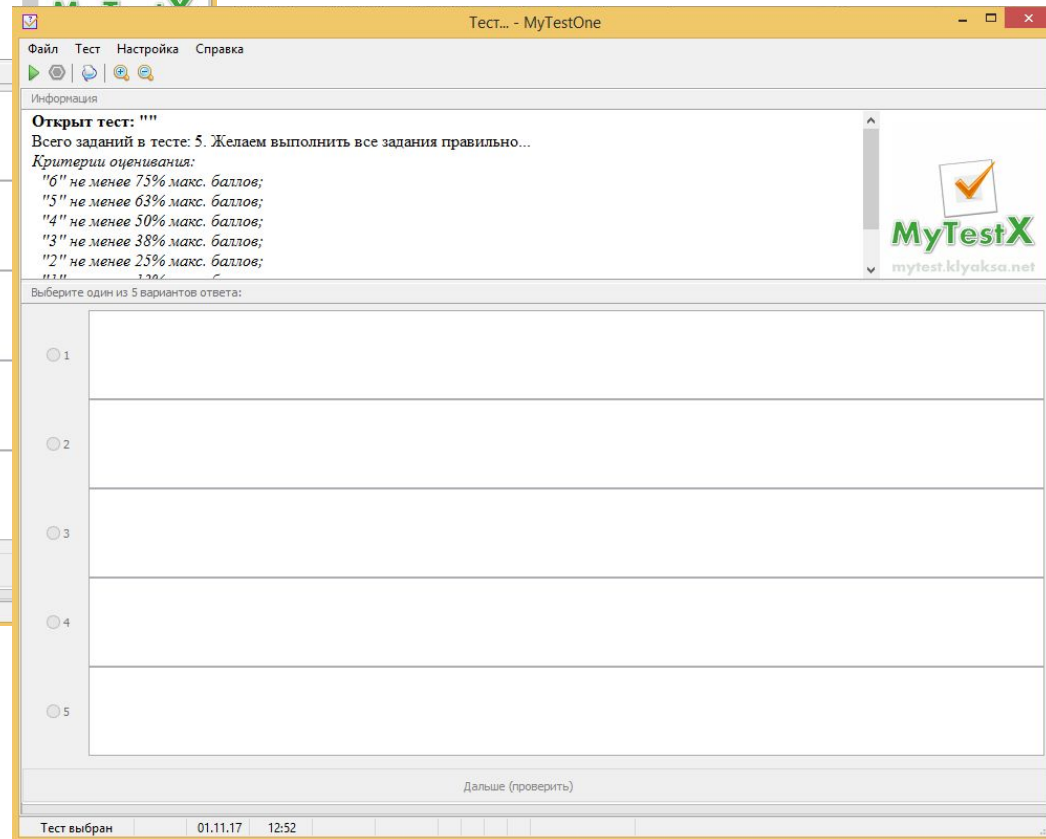 MyTestX
Тест... - MyTestOne
Файл Тест Настройка Справка
Информация
Открыт тест: ""
Всего заданий в тесте: 5. Желаем выполнить все задания правильно...
Критерии оценивания:
"6" не менее 75% макс. баллов;
"5" не менее 63% макс. баллов;
"4" не менее 50% макс. баллов;
"3" не менее 38% макс. баллов;
"2" не менее 25% макс. баллов;
MyTestX
mytest.klyaksa.net
Выберите один из 5 вариантов ответа:
1
2
3
4
5
Дальше (проверить)
Тест выбран 01.11.17 12:52